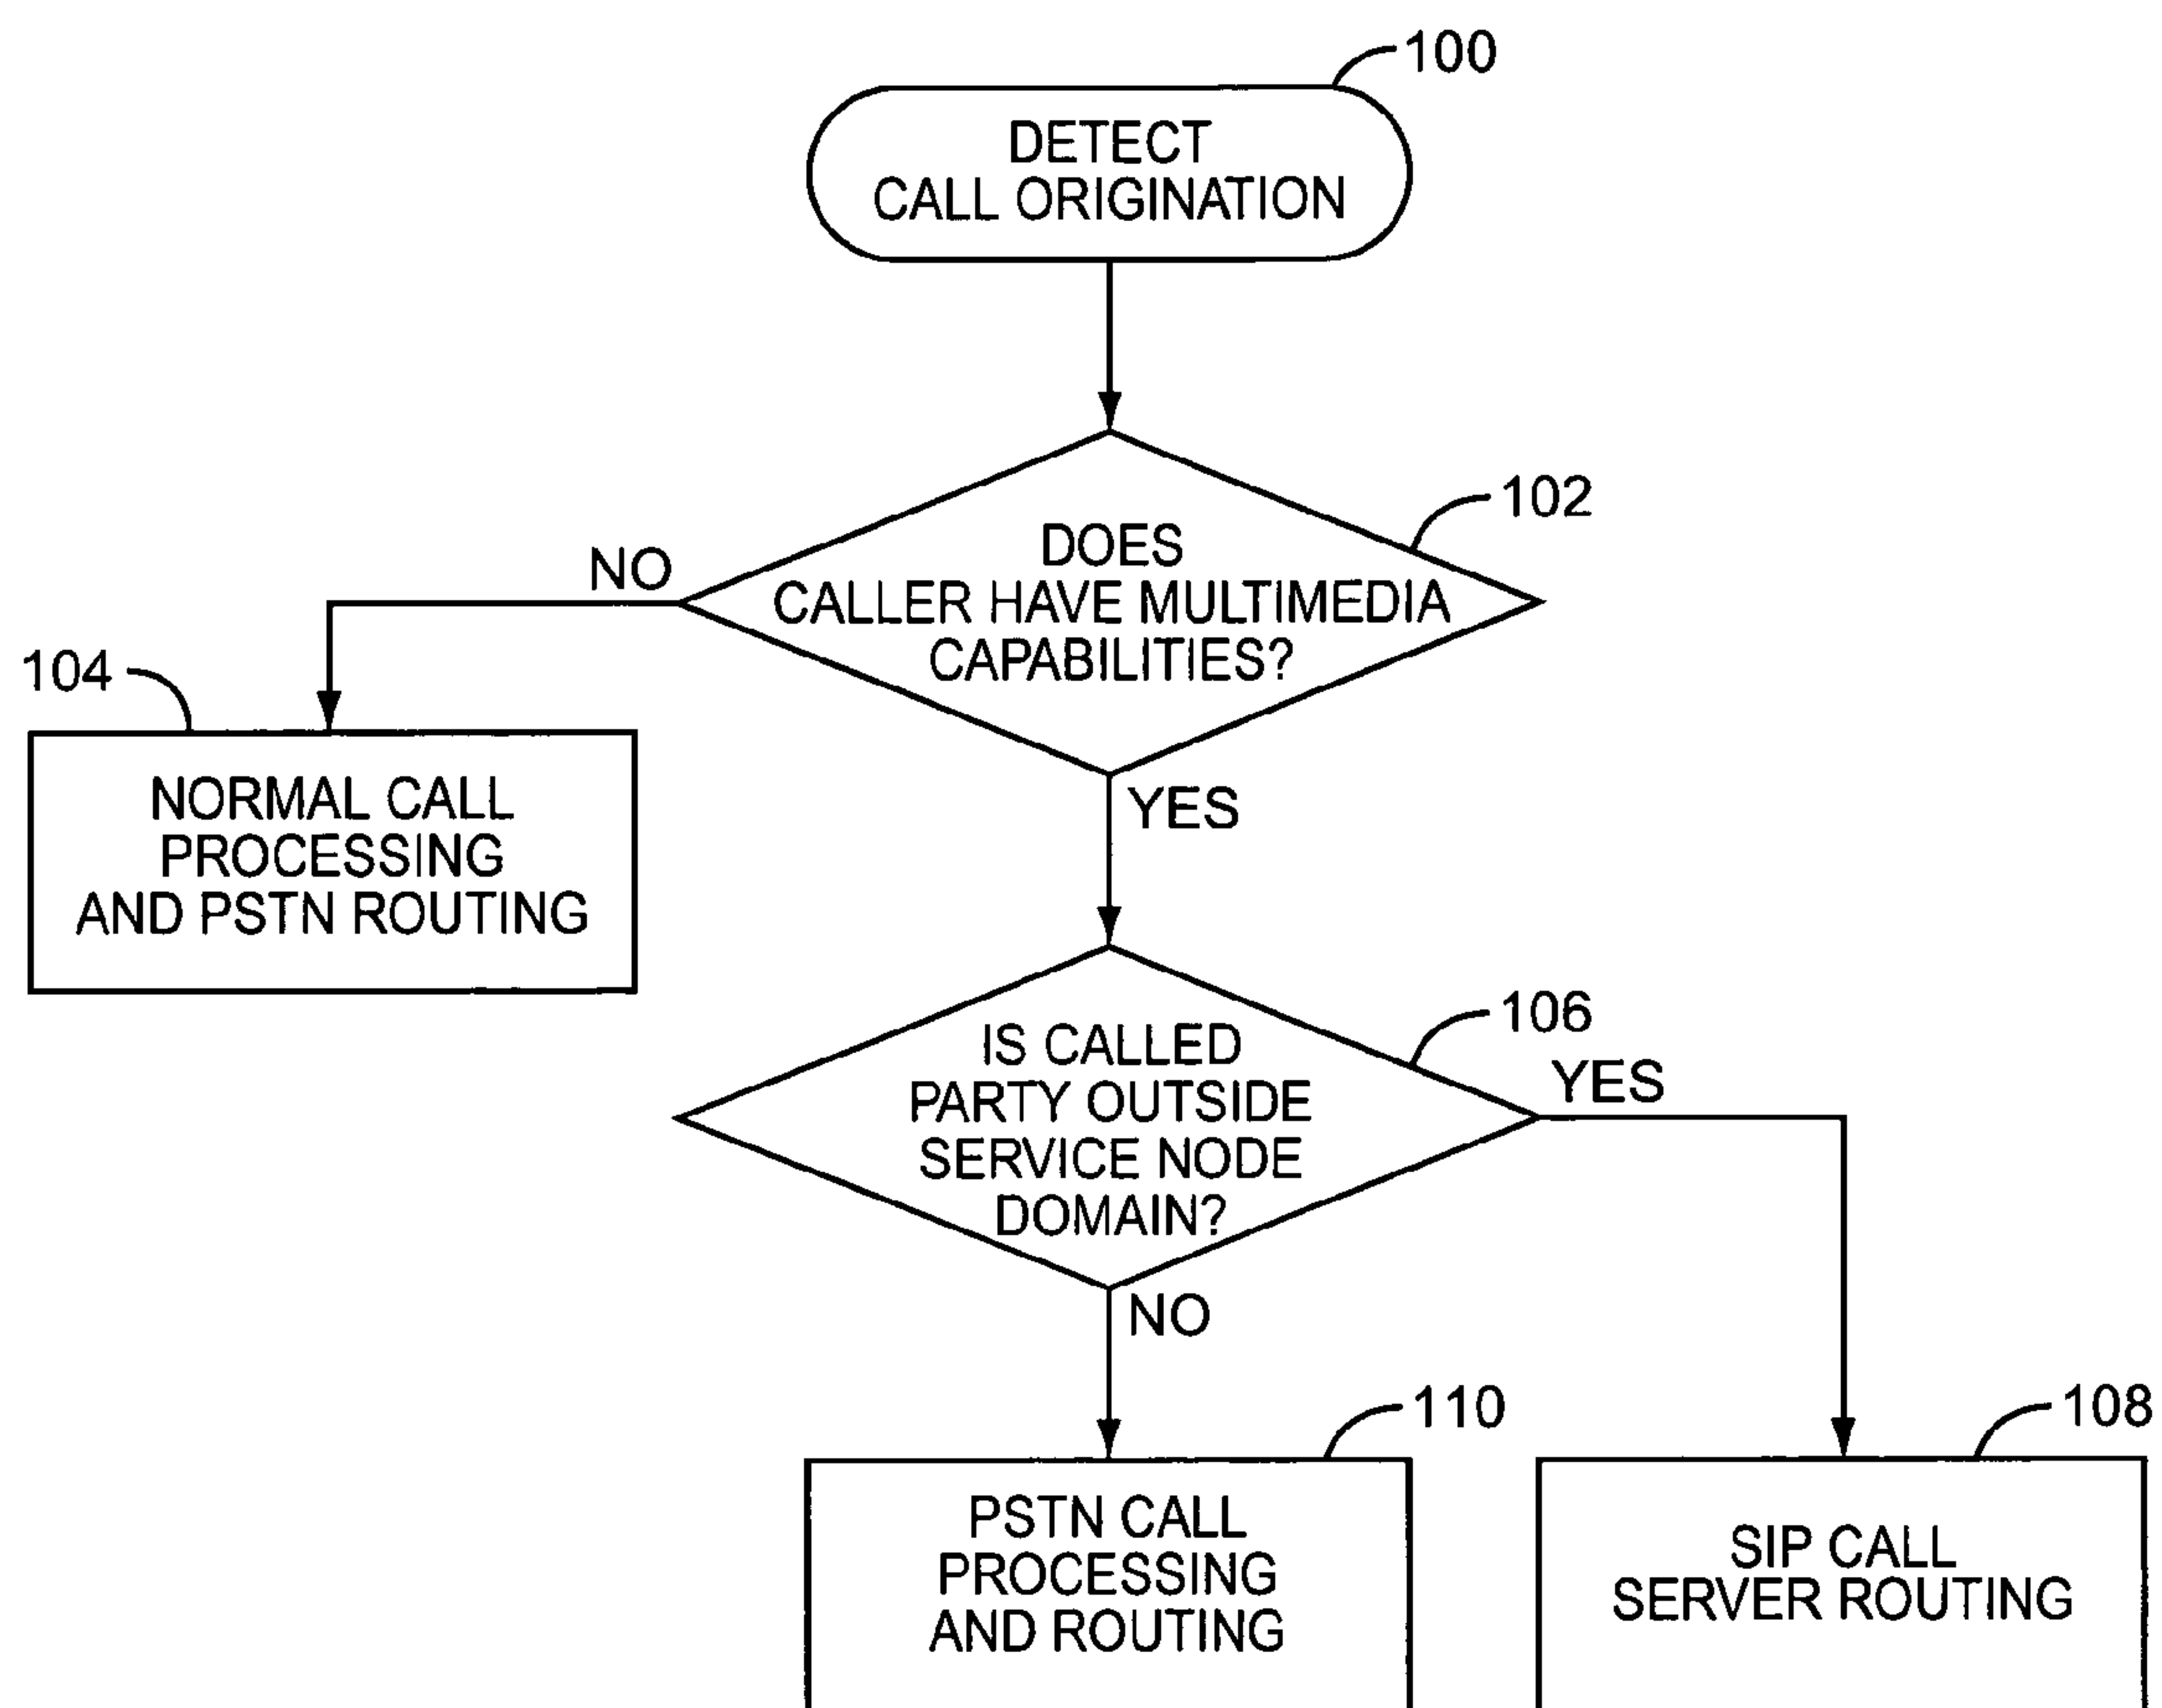 100
DETECT
CALL ORIGINATION
102
DOES
CALLER HAVE MULTIMEDIA
CAPABILITIES?
NO
104
NORMAL CALL
PROCESSING
AND PSTN ROUTING
YES
106
IS CALLED
PARTY OUTSIDE
SERVICE NODE
DOMAIN?
YES
NO
110
PSTN CALL
PROCESSING
AND ROUTING
108
SIP CALL
SERVER ROUTING